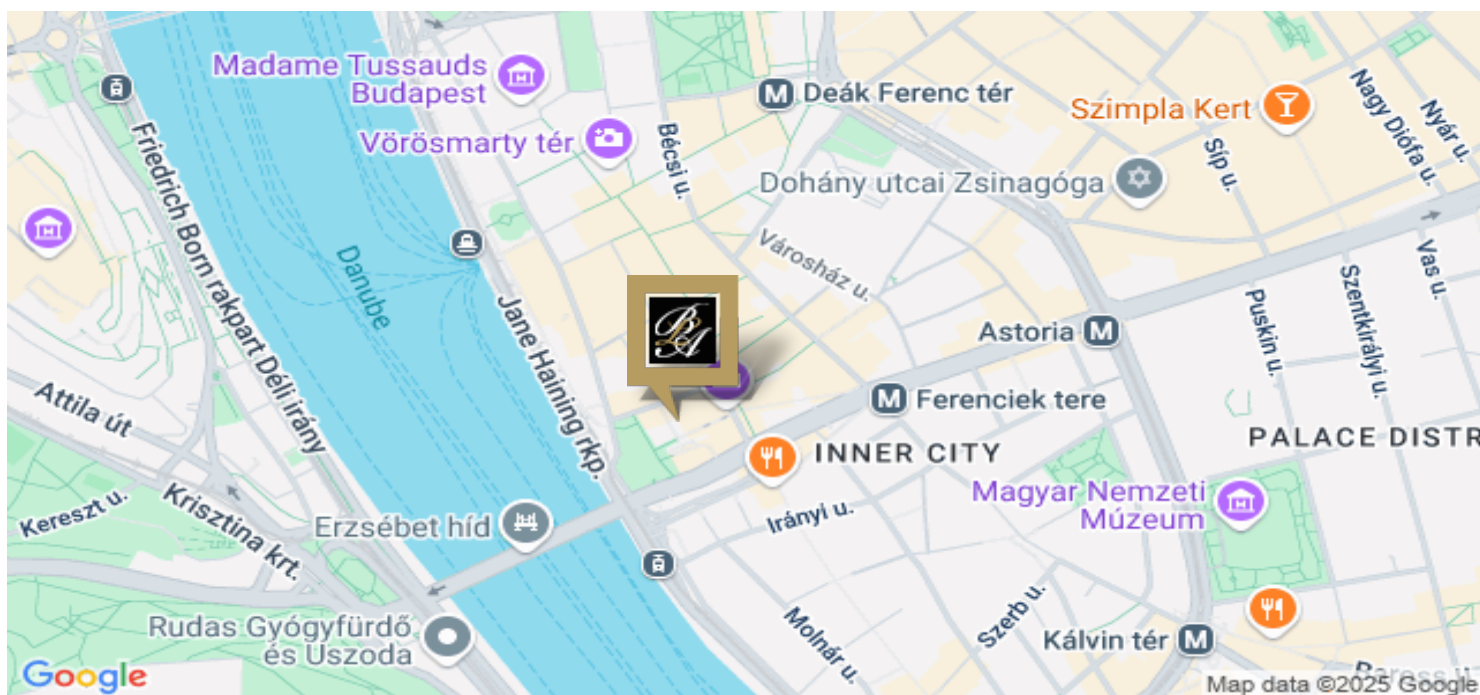 Madame Tussauds
Budapest
Deák Ferenc tér
Szimpla Kert
Nagy Diófa u.
Nyár u.
Vörösmarty tér
Bécsi u.
Síp u.
Friedrich Born rakpart Déli irány
Dohány utcai Zsinagóga
Danube
Városház u.
Vas u.
Jane Haining rkp.
BLA
Astoria
Puskin u.
Szentkirályi u.
Attila út
Ferenciek tere
INNER CITY
PALACE DISTR
Kereszt u.
Krisztina krt.
Erzsébet híd
Irányi u.
Magyar Nemzeti
Múzeum
Rudas Gyógyfürdő
és Uszoda
Molnár u.
Szerb u.
Kálvin tér
Google
Map data ©2025 Google